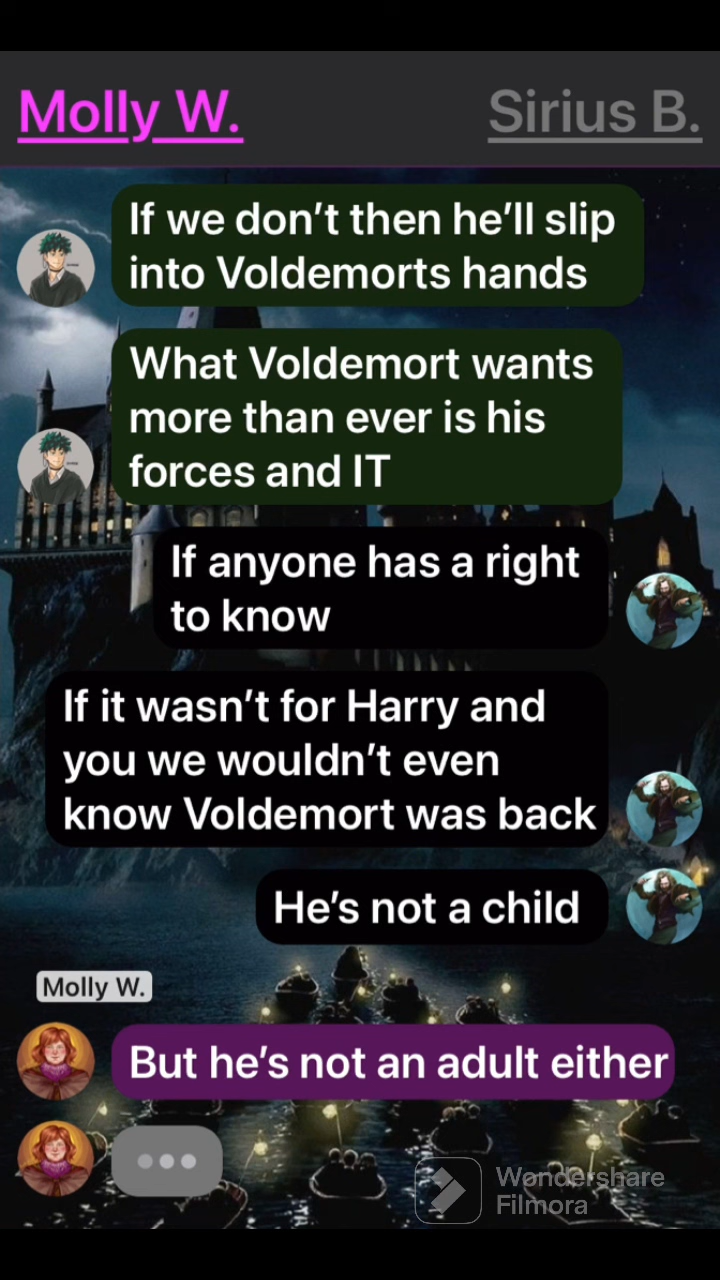 Molly W.
Sirius B.
If we don't then he'll slip
into Voldemorts hands
What Voldemort wants
more than ever is his
forces and IT
If anyone has a right
to know
If it wasn't for Harry and
you we wouldn't even
know Voldemort was back
He's not a child
Molly W.
But he's not an adult either
Wondershare
Filmora